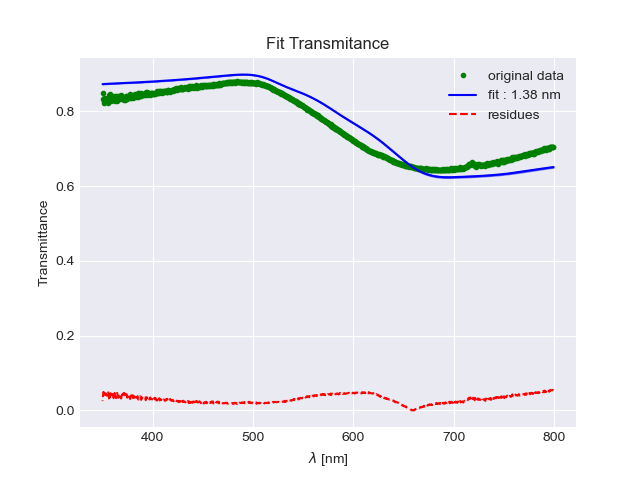 Fit Transmitance
original data
fit : 1.38 nm
residues
Transmittance
0.8
0.6
0.4
0.2
0.0
400 500 600 700 800
λ [nm]